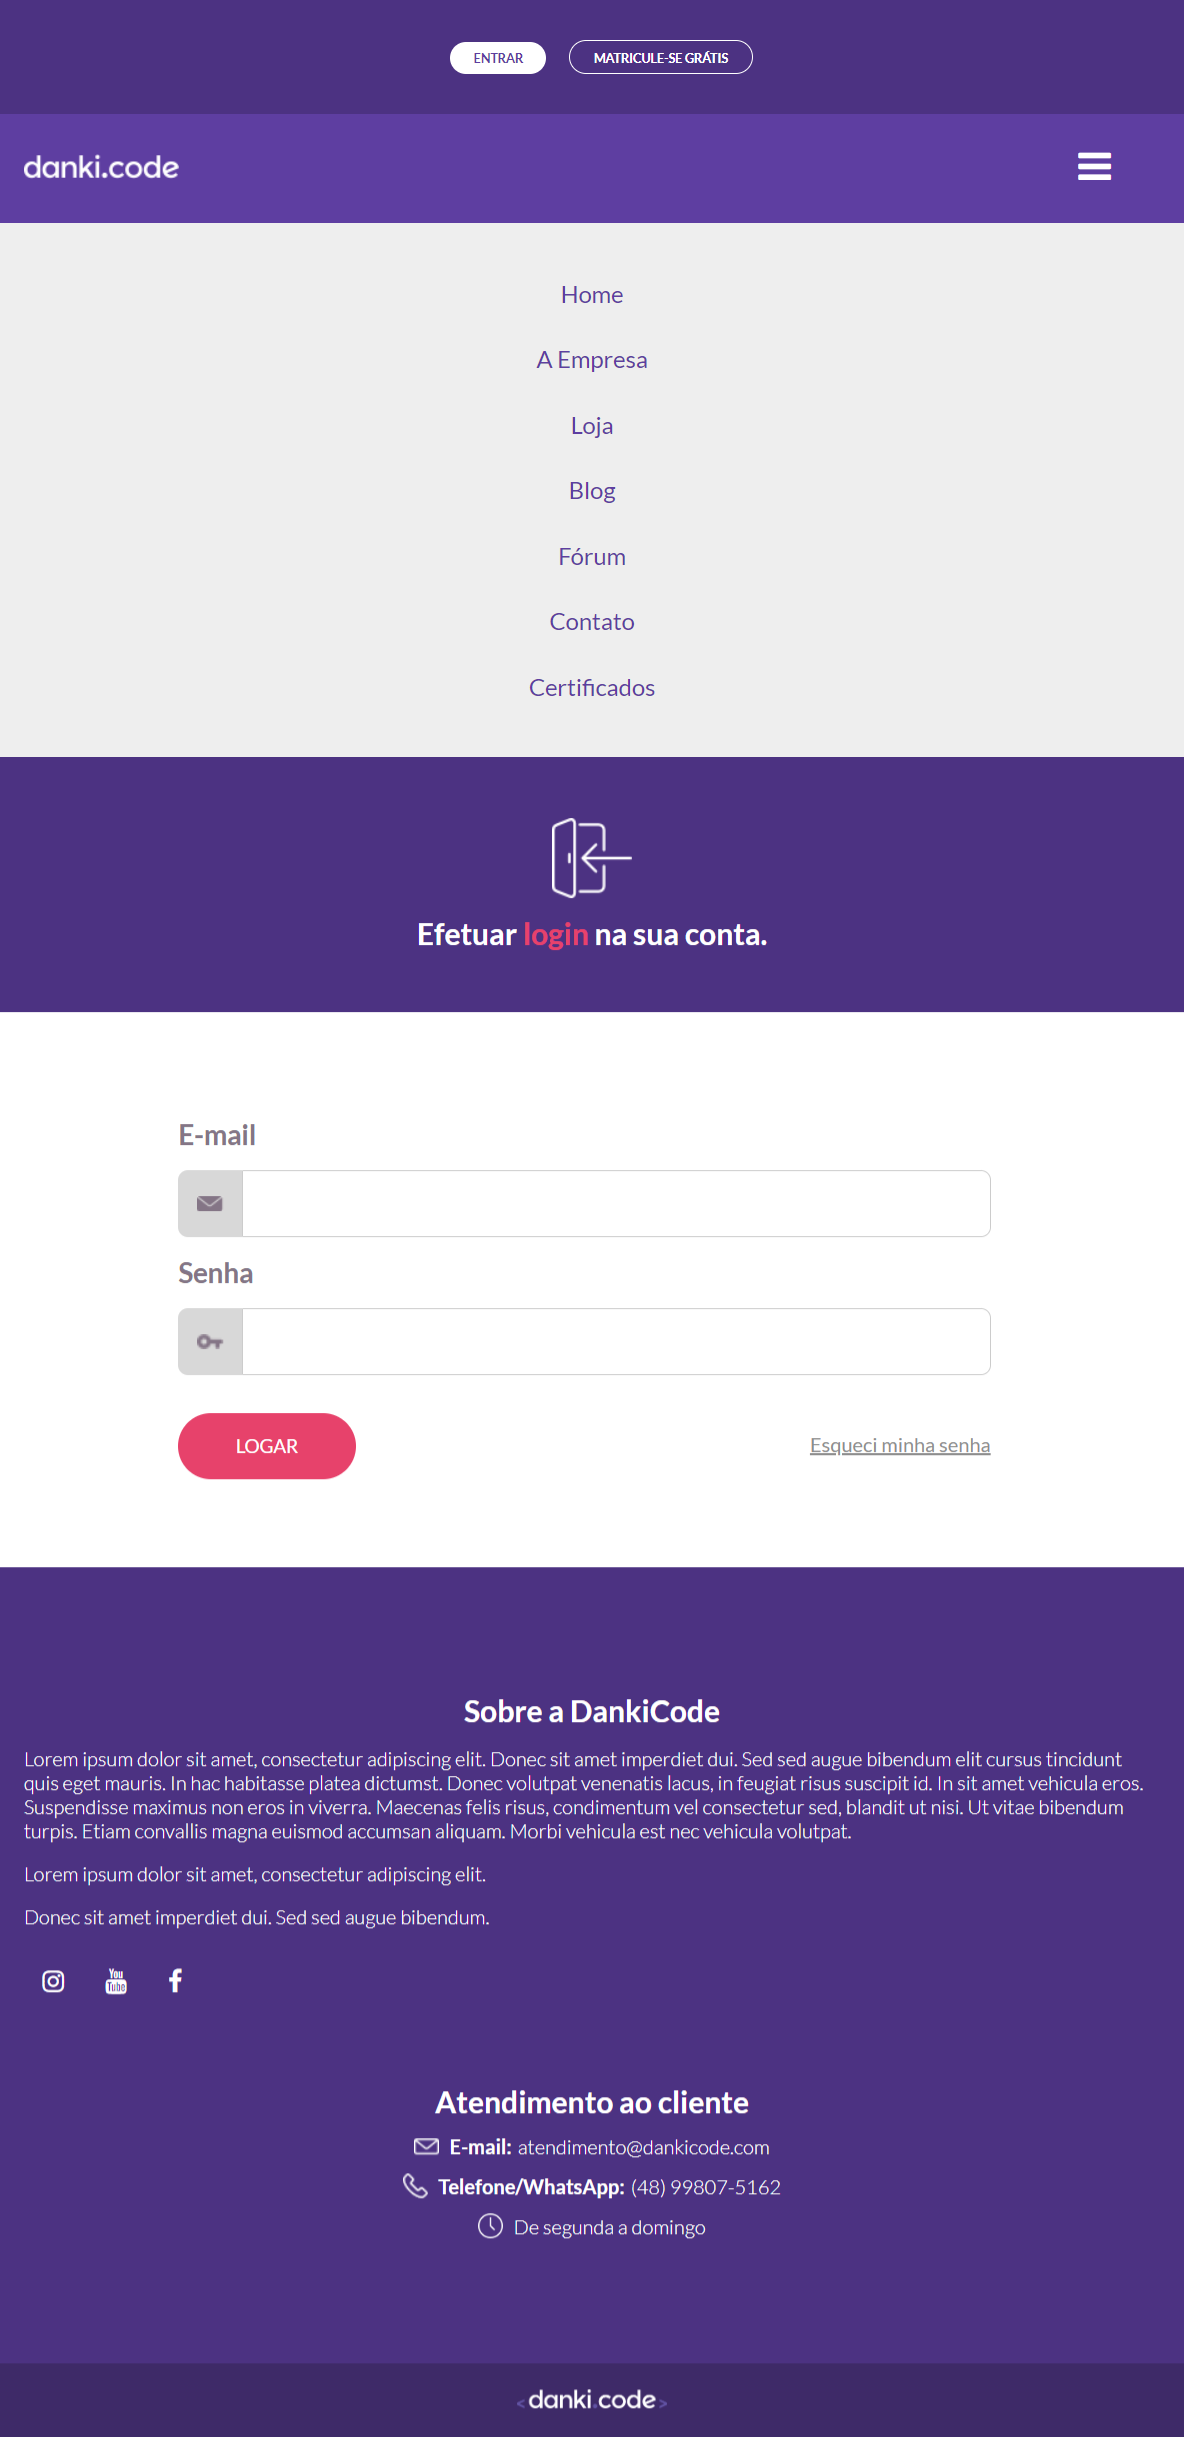 ENTRAR
MATRICULE-SE GRÁTIS
danki.code
Home
A Empresa
Loja
Blog
Fórum
Contato
Certificados
Efetuar login na sua conta.
E-mail
Senha
LOGAR
Esqueci minha senha
Sobre a DankiCode
Lorem ipsum dolor sit amet, consectetur adipiscing elit. Donec sit amet imperdiet dui. Sed sed augue bibendum elit cursus tincidunt
quis eget mauris. In hac habitasse platea dictumst. Donec volutpat venenatis lacus, in feugiat risus suscipit id. In sit amet vehicula eros.
Suspendisse maximus non eros in viverra. Maecenas felis risus, condimentum vel consectetur sed, blandit ut nisi. Ut vitae bibendum
turpis. Etiam convallis magna euismod accumsan aliquam. Morbi vehicula est nec vehicula volutpat.
Lorem ipsum dolor sit amet, consectetur adipiscing elit.
Donec sit amet imperdiet dui. Sed sed augue bibendum.
You
Tube
Atendimento ao cliente
E-mail: atendimento@dankicode.com
Telefone/WhatsApp: (48) 99807-5162
De segunda a domingo
<danki.code>